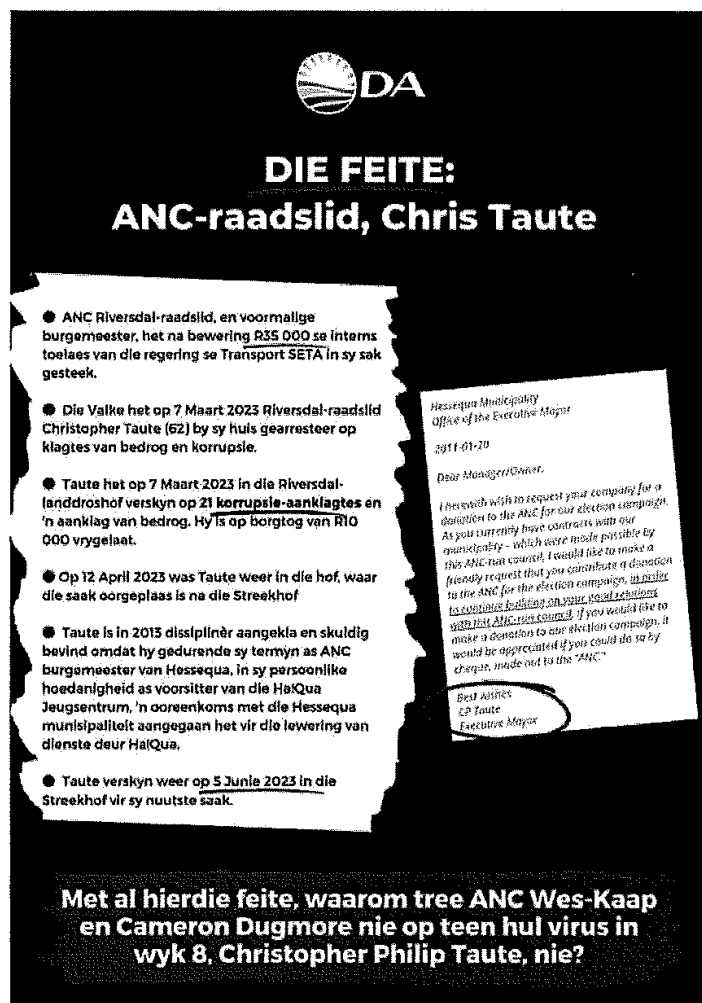 DA
DIE FEITE:
ANC-raadslid, Chris Taute
● ANC Riversdal-raadslid, en voormalige
burgemeester, het na bewering R35 000 se interns
toelaes van die regering se Transport SETA in sy sak
gesteek.
● Die Valke het op 7 Maart 2023 Riversdal-raadslid
Christopher Taute (62) by sy huis gearresteer op
klagtes van bedrog en korrupsie.
● Taute het op 7 Maart 2023 in die Riversdal-
landdroshof verskyn op 21 korrupsie-aanklagtes en
'n aanklag van bedrog. Hy is op borgtog van R10
000 vrygelaat.
● Op 12 April 2023 was Taute weer in die hof, waar
die saak oorgeplaas is na die Streekhof
● Taute is in 2013 dissiplinêr aangekla en skuldig
bevind omdat hy gedurende sy termyn as ANC
burgemeester van Hessequa, in sy persoonlike
hoedanigheid as voorsitter van die HaiQua
Jeugsentrum, 'n ooreenkoms met die Hessequa
munisipaliteit aangegaan het vir die lewering van
dienste deur HaiQua.
● Taute verskyn weer op 5 Junie 2023 in die
Streekhof vir sy nuutste saak.
Hessequa Municipality
Office of the Executive Mayor
2011-01-20
Dear Manager/Owner,
I herewith wish to request your company for a
donation to the ANC for our election campaign.
As you currently have contracts with our
municipality – which were made possible by
this ANC-run council, I would like to make a
friendly request that you contribute a donation
to the ANC for the election campaign, in order
to continue building on your good relations
with this ANC-run council. If you would like to
make a donation to our election campaign, it
would be appreciated if you could do so by
cheque, made out to the "ANC."
Best wishes
CP Taute
Executive Mayor
Met al hierdie feite, waarom tree ANC Wes-Kaap
en Cameron Dugmore nie op teen hul virus in
wyk 8, Christopher Philip Taute, nie?